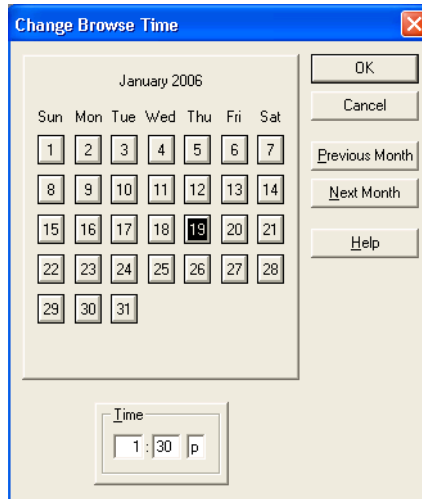 Change Browse Time
January 2006
Sun Mon Tue Wed Thu Fri Sat
1 2 3 4 5 6 7
8 9 10 11 12 13 14
15 16 17 18 19 20 21
22 23 24 25 26 27 28
29 30 31
OK
Cancel
Previous Month
Next Month
Help
Time
1 : 30 p